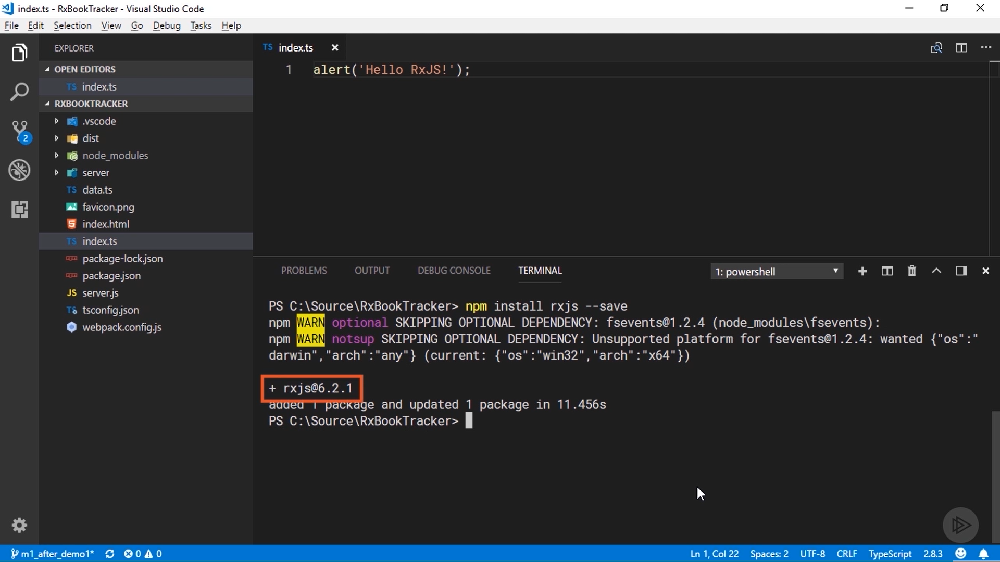 index.ts - RxBookTracker - Visual Studio Code
File Edit Selection View Go Debug Tasks Help
EXPLORER
OPEN EDITORS
TS index.ts
RXBOOKTRACKER
.vscode
dist
node_modules
server
TS data.ts
favicon.png
5 index.html
TS index.ts
package-lock.json
package.json
JS server.js
TS tsconfig.json
webpack.config.js
2
TS index.ts
1 alert('Hello RxJS!');
PROBLEMS OUTPUT DEBUG CONSOLE TERMINAL 1: powershell
PS C:\Source\RxBookTracker> npm install rxjs --save
npm WARN optional SKIPPING OPTIONAL DEPENDENCY: fsevents@1.2.4 (node_modules\fsevents):
npm WARN notsup SKIPPING OPTIONAL DEPENDENCY: Unsupported platform for fsevents@1.2.4: wanted {"os":"
darwin","arch":"any"} (current: {"os":"win32","arch":"x64"})
+ rxjs@6.2.1
added 1 package and updated 1 package in 11.456s
PS C:\Source\RxBookTracker>
m1_after_demo1* 0 0 Ln 1, Col 22 Spaces: 2 UTF-8 CRLF TypeScript 2.8.3